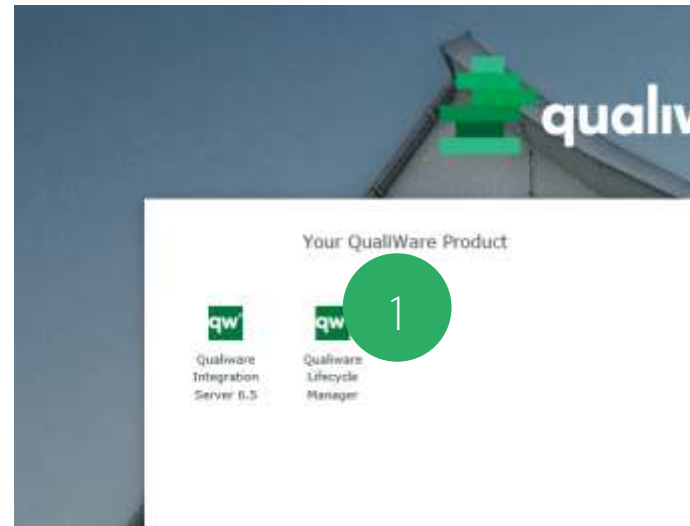 qualiw
Your QualiWare Product
qw
qw
1
Qualiware
Integration
Server 6.5
Qualiware
Lifecycle
Manager